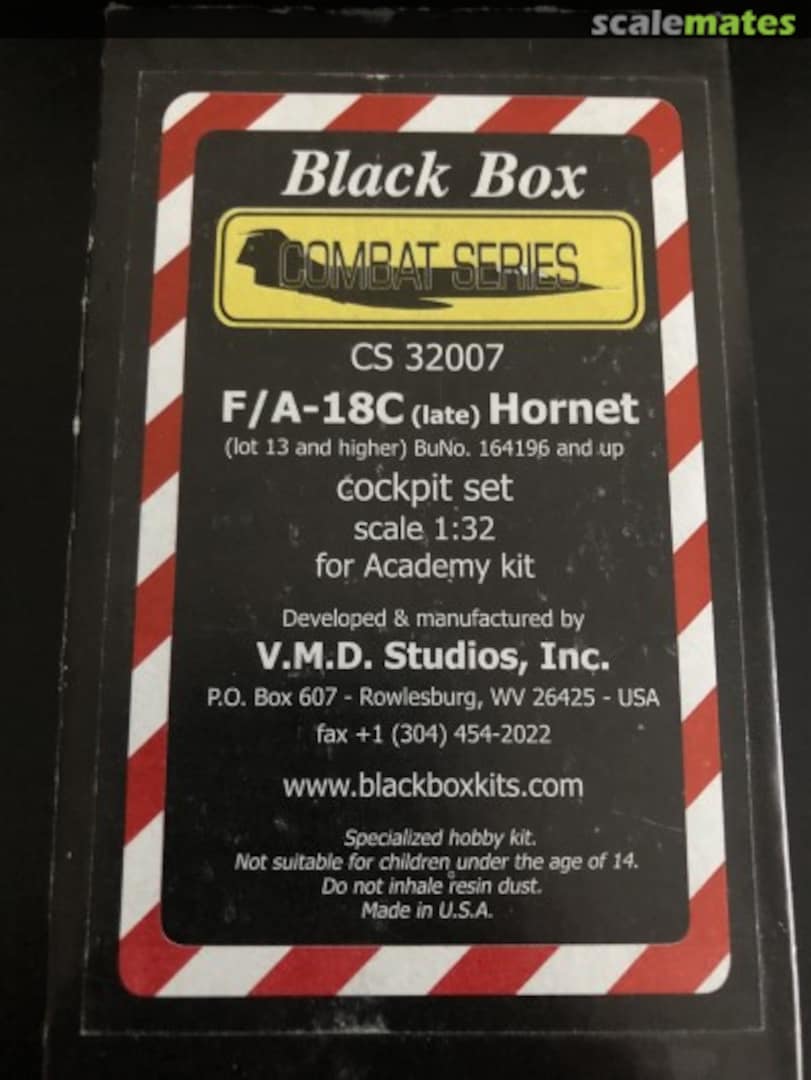 scalemates
Black Box
COMBAT SERIES
CS 32007
F/A-18C (late) Hornet
(lot 13 and higher) BuNo. 164196 and up
cockpit set
scale 1:32
for Academy kit
Developed & manufactured by
V.M.D. Studios, Inc.
P.O. Box 607 - Rowlesburg, WV 26425 - USA
fax +1 (304) 454-2022
www.blackboxkits.com
Specialized hobby kit.
Not suitable for children under the age of 14.
Do not inhale resin dust.
Made in U.S.A.